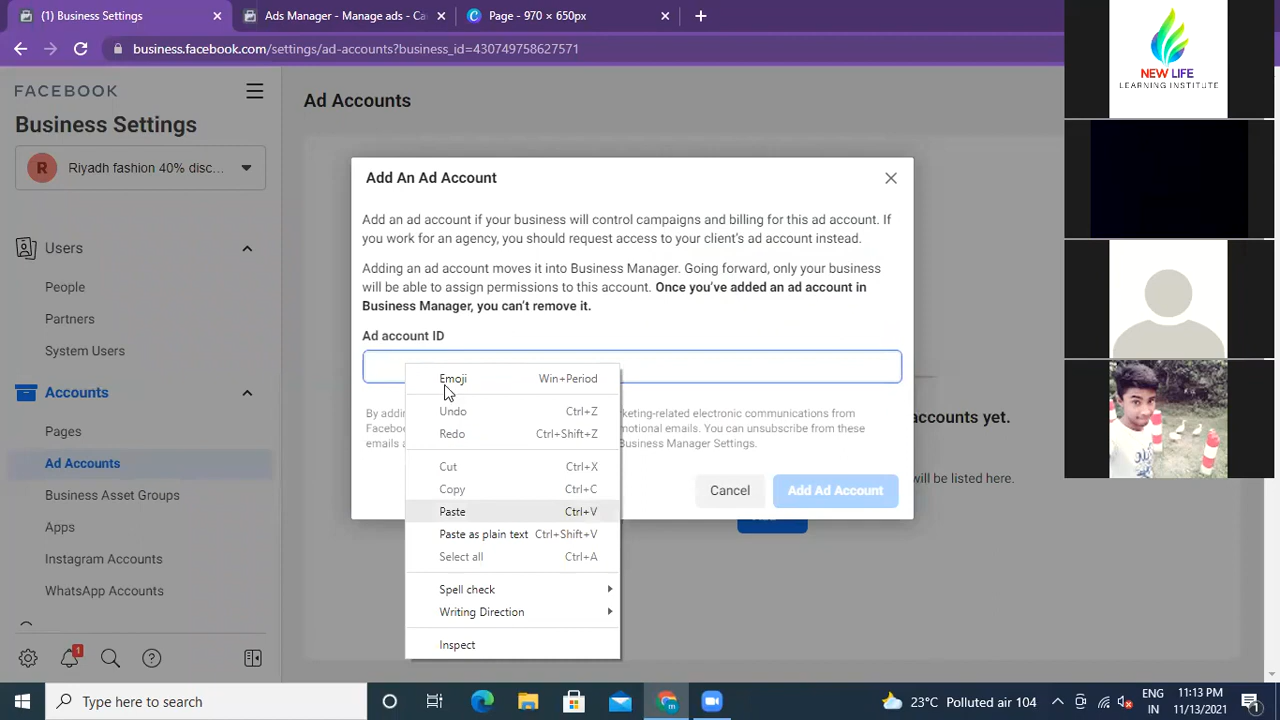 (1) Business Settings
Ads Manager - Manage ads - Ca
Page - 970 × 650px
business.facebook.com/settings/ad-accounts?business_id=430749758627571
FACEBOOK
Business Settings
R
Riyadh fashion 40% disc...
Users
People
Partners
System Users
Accounts
Pages
Ad Accounts
Business Asset Groups
Apps
Instagram Accounts
WhatsApp Accounts
1
Ad Accounts
Add An Ad Account
Add an ad account if your business will control campaigns and billing for this ad account. If
you work for an agency, you should request access to your client's ad account instead.
Adding an ad account moves it into Business Manager. Going forward, only your business
will be able to assign permissions to this account. Once you've added an ad account in
Business Manager, you can't remove it.
Ad account ID
By addin
keting-related electronic communications from
Facebo
motional emails. You can unsubscribe from these
emails a
Business Manager Settings.
Cancel
Add Ad Account
accounts yet.
will be listed here.
Emoji Win+Period
Undo Ctrl+Z
Redo Ctrl+Shift+Z
Cut Ctrl+X
Copy Ctrl+C
Paste Ctrl+V
Paste as plain text Ctrl+Shift+V
Select all Ctrl+A
Spell check
Writing Direction
Inspect
NEW LIFE
LEARNING INSTITUTE
Type here to search
23°C Polluted air 104
ENG
IN
11:13 PM
11/13/2021
1